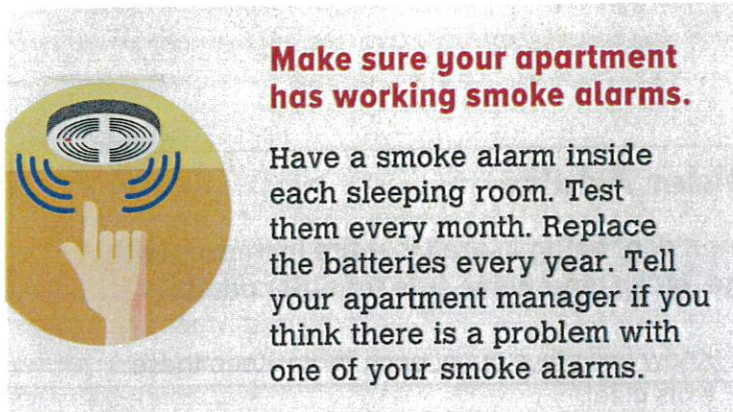 Make sure your apartment
has working smoke alarms.
Have a smoke alarm inside
each sleeping room. Test
them every month. Replace
the batteries every year. Tell
your apartment manager if you
think there is a problem with
one of your smoke alarms.